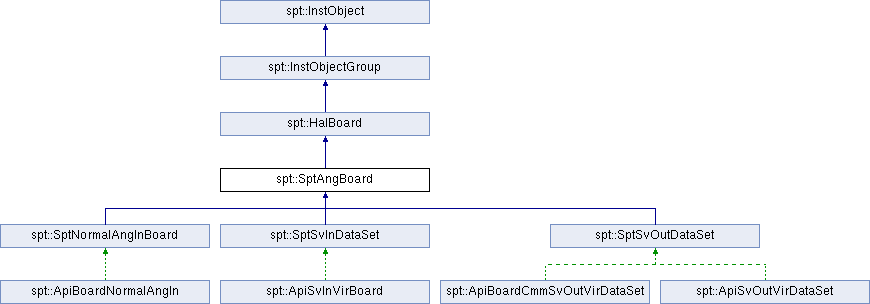 spt::InstObject
spt::InstObjectGroup
spt::HalBoard
spt::SptAngBoard
spt::SptNormalAngInBoard
spt::SptSvInDataSet
spt::SptSvOutDataSet
spt::ApiBoardNormalAngIn
spt::ApiSvInVirBoard
spt::ApiBoardCmmSvOutVirDataSet
spt::ApiSvOutVirDataSet